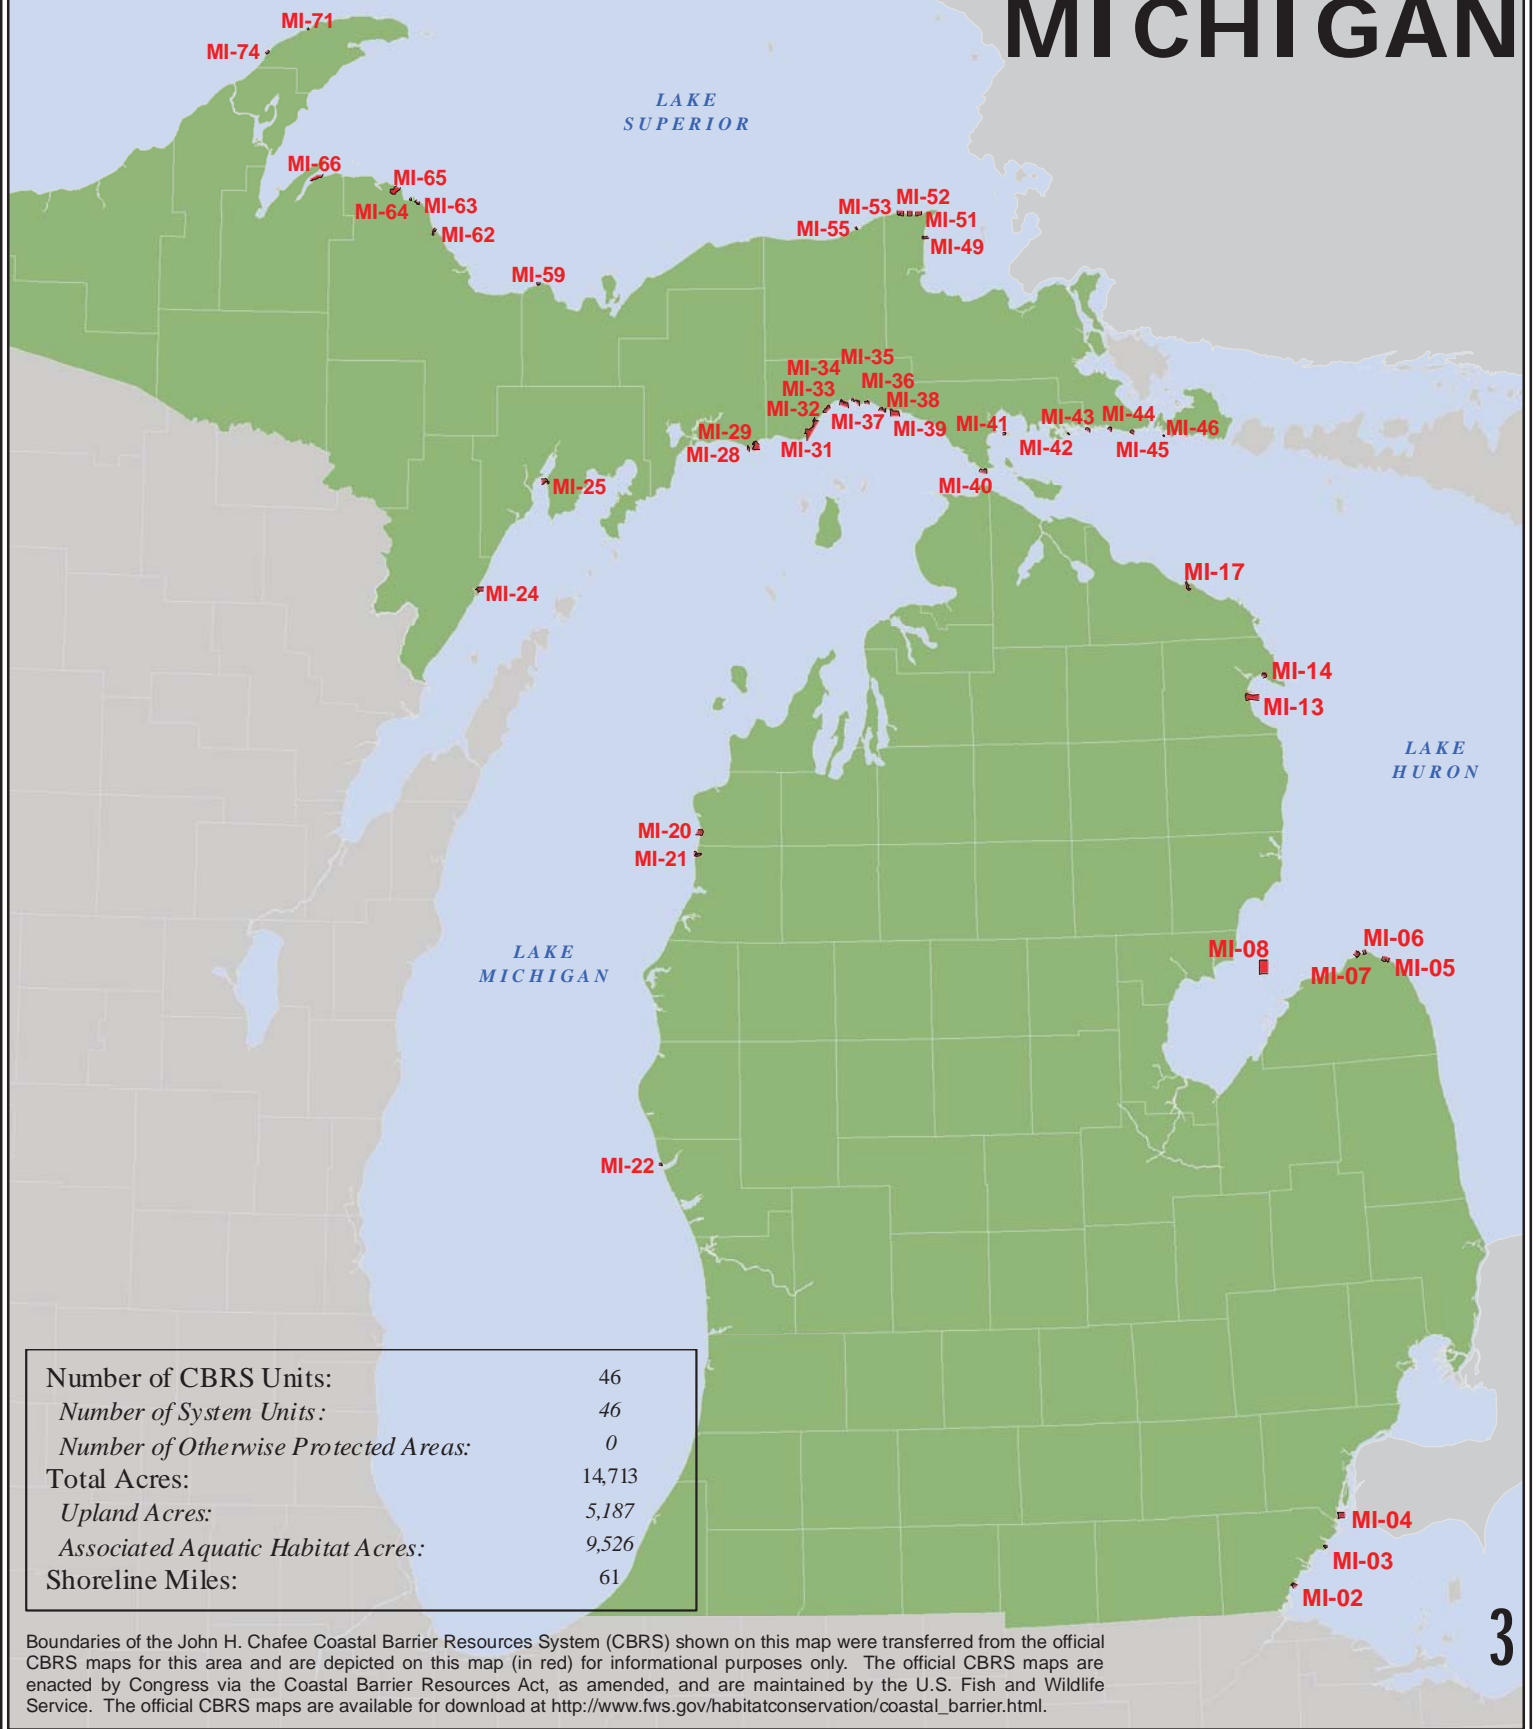 MICHIGAN
MI-71
MI-74
LAKE
SUPERIOR
MI-66
MI-65
MI-64
MI-63
MI-62
MI-59
MI-53
MI-52
MI-55
MI-51
MI-49
MI-35
MI-34
MI-36
MI-33
MI-38
MI-32
MI-37
MI-39
MI-31
MI-29
MI-28
MI-41
MI-43
MI-44
MI-46
MI-42
MI-45
MI-40
MI-25
MI-24
MI-17
MI-14
MI-13
LAKE
HURON
MI-20
MI-21
LAKE
MICHIGAN
MI-08
MI-06
MI-07
MI-05
MI-22
Number of CBRS Units: 46
Number of System Units: 46
Number of Otherwise Protected Areas: 0
Total Acres: 14,713
Upland Acres: 5,187
Associated Aquatic Habitat Acres: 9,526
Shoreline Miles: 61
MI-04
MI-03
MI-02
3
Boundaries of the John H. Chafee Coastal Barrier Resources System (CBRS) shown on this map were transferred from the official
CBRS maps for this area and are depicted on this map (in red) for informational purposes only. The official CBRS maps are
enacted by Congress via the Coastal Barrier Resources Act, as amended, and are maintained by the U.S. Fish and Wildlife
Service. The official CBRS maps are available for download at http://www.fws.gov/habitatconservation/coastal_barrier.html.